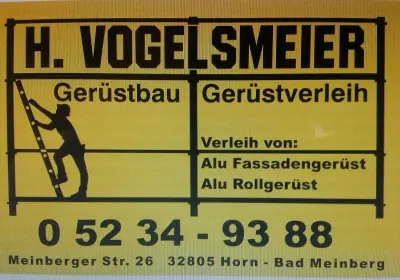 H. VOGELSMEIER
Gerüstbau Gerüstverleih
Verleih von:
Alu Fassadengerüst
Alu Rollgerüst
0 52 34 - 93 88
Meinberger Str. 26 32805 Horn - Bad Meinberg